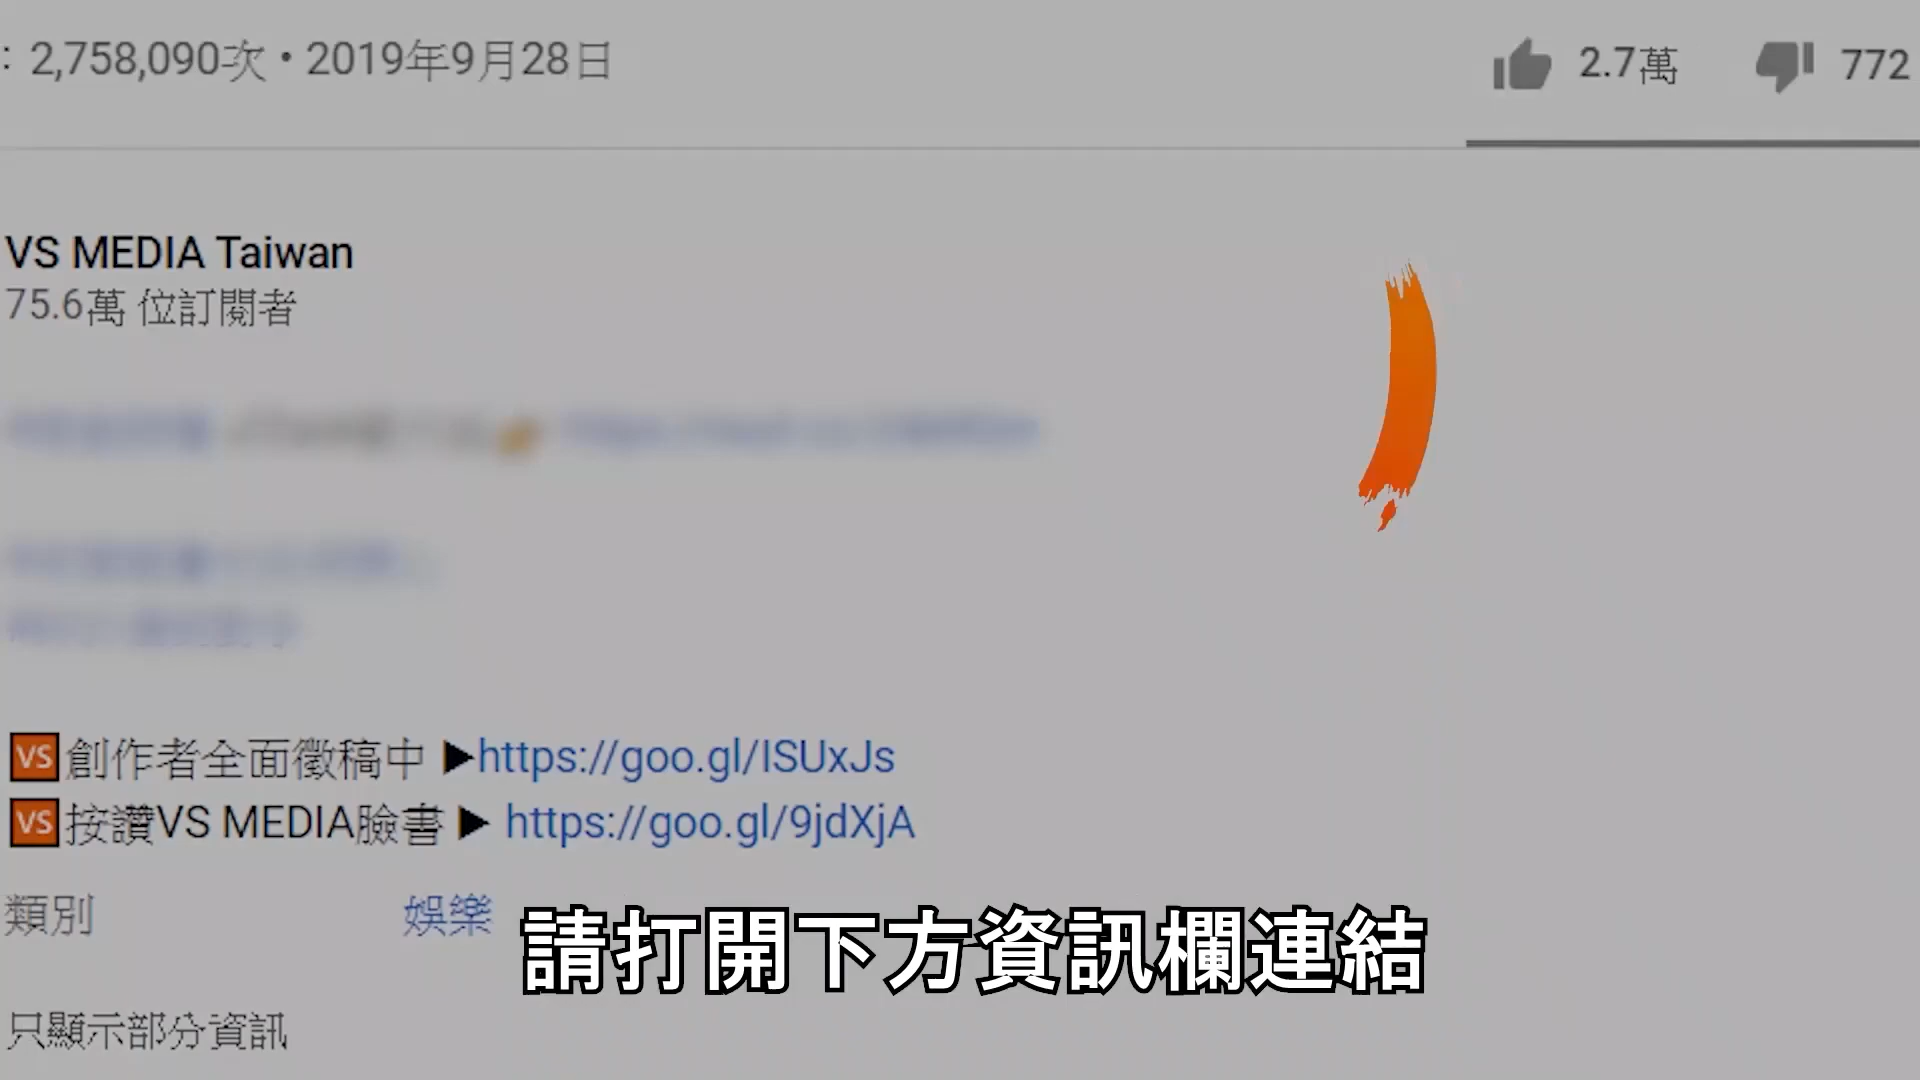 : 2,758,090次 • 2019年9月28日
2.7萬
772
VS MEDIA Taiwan
75.6萬 位訂閱者
VS創作者全面徵稿中 ▶https://goo.gl/ISUxJs
VS按讚VS MEDIA臉書 ▶ https://goo.gl/9jdXjA
類別 娛樂
請打開下方資訊欄連結
只顯示部分資訊